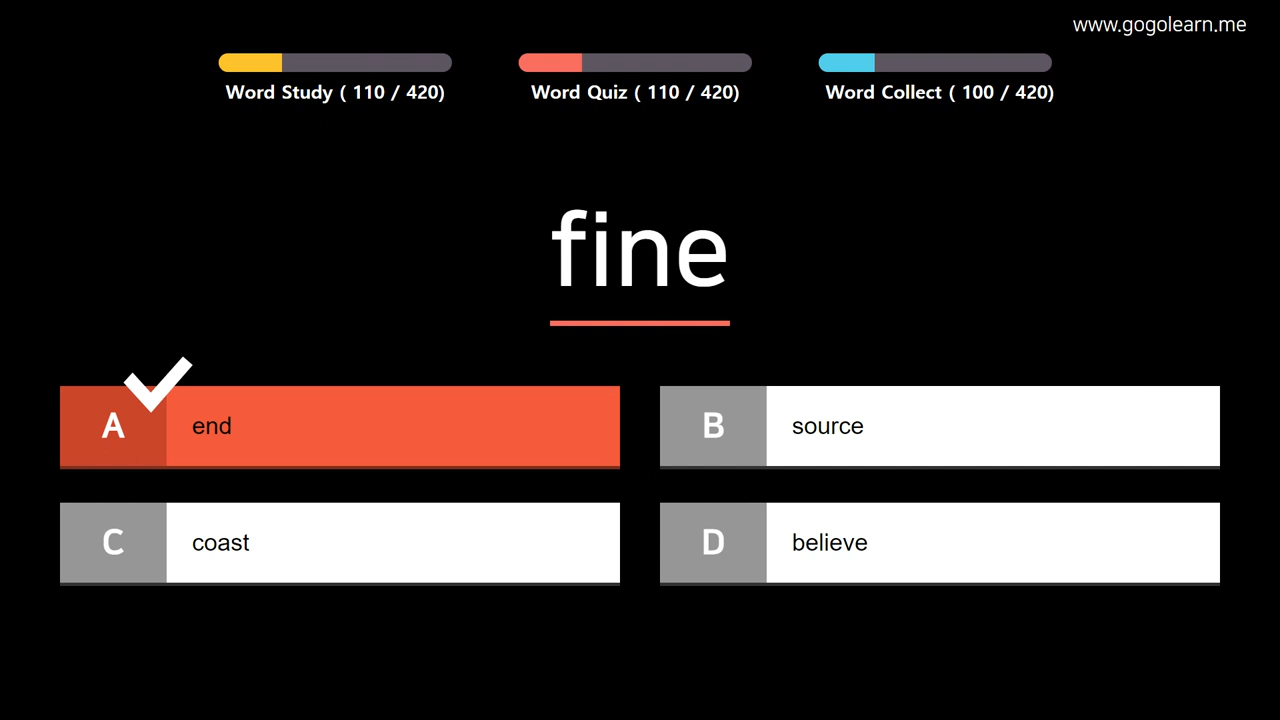 www.gogolearn.me
Word Study ( 110 / 420)
Word Quiz ( 110 / 420)
Word Collect ( 100 / 420)
fine
A end
B source
C coast
D believe